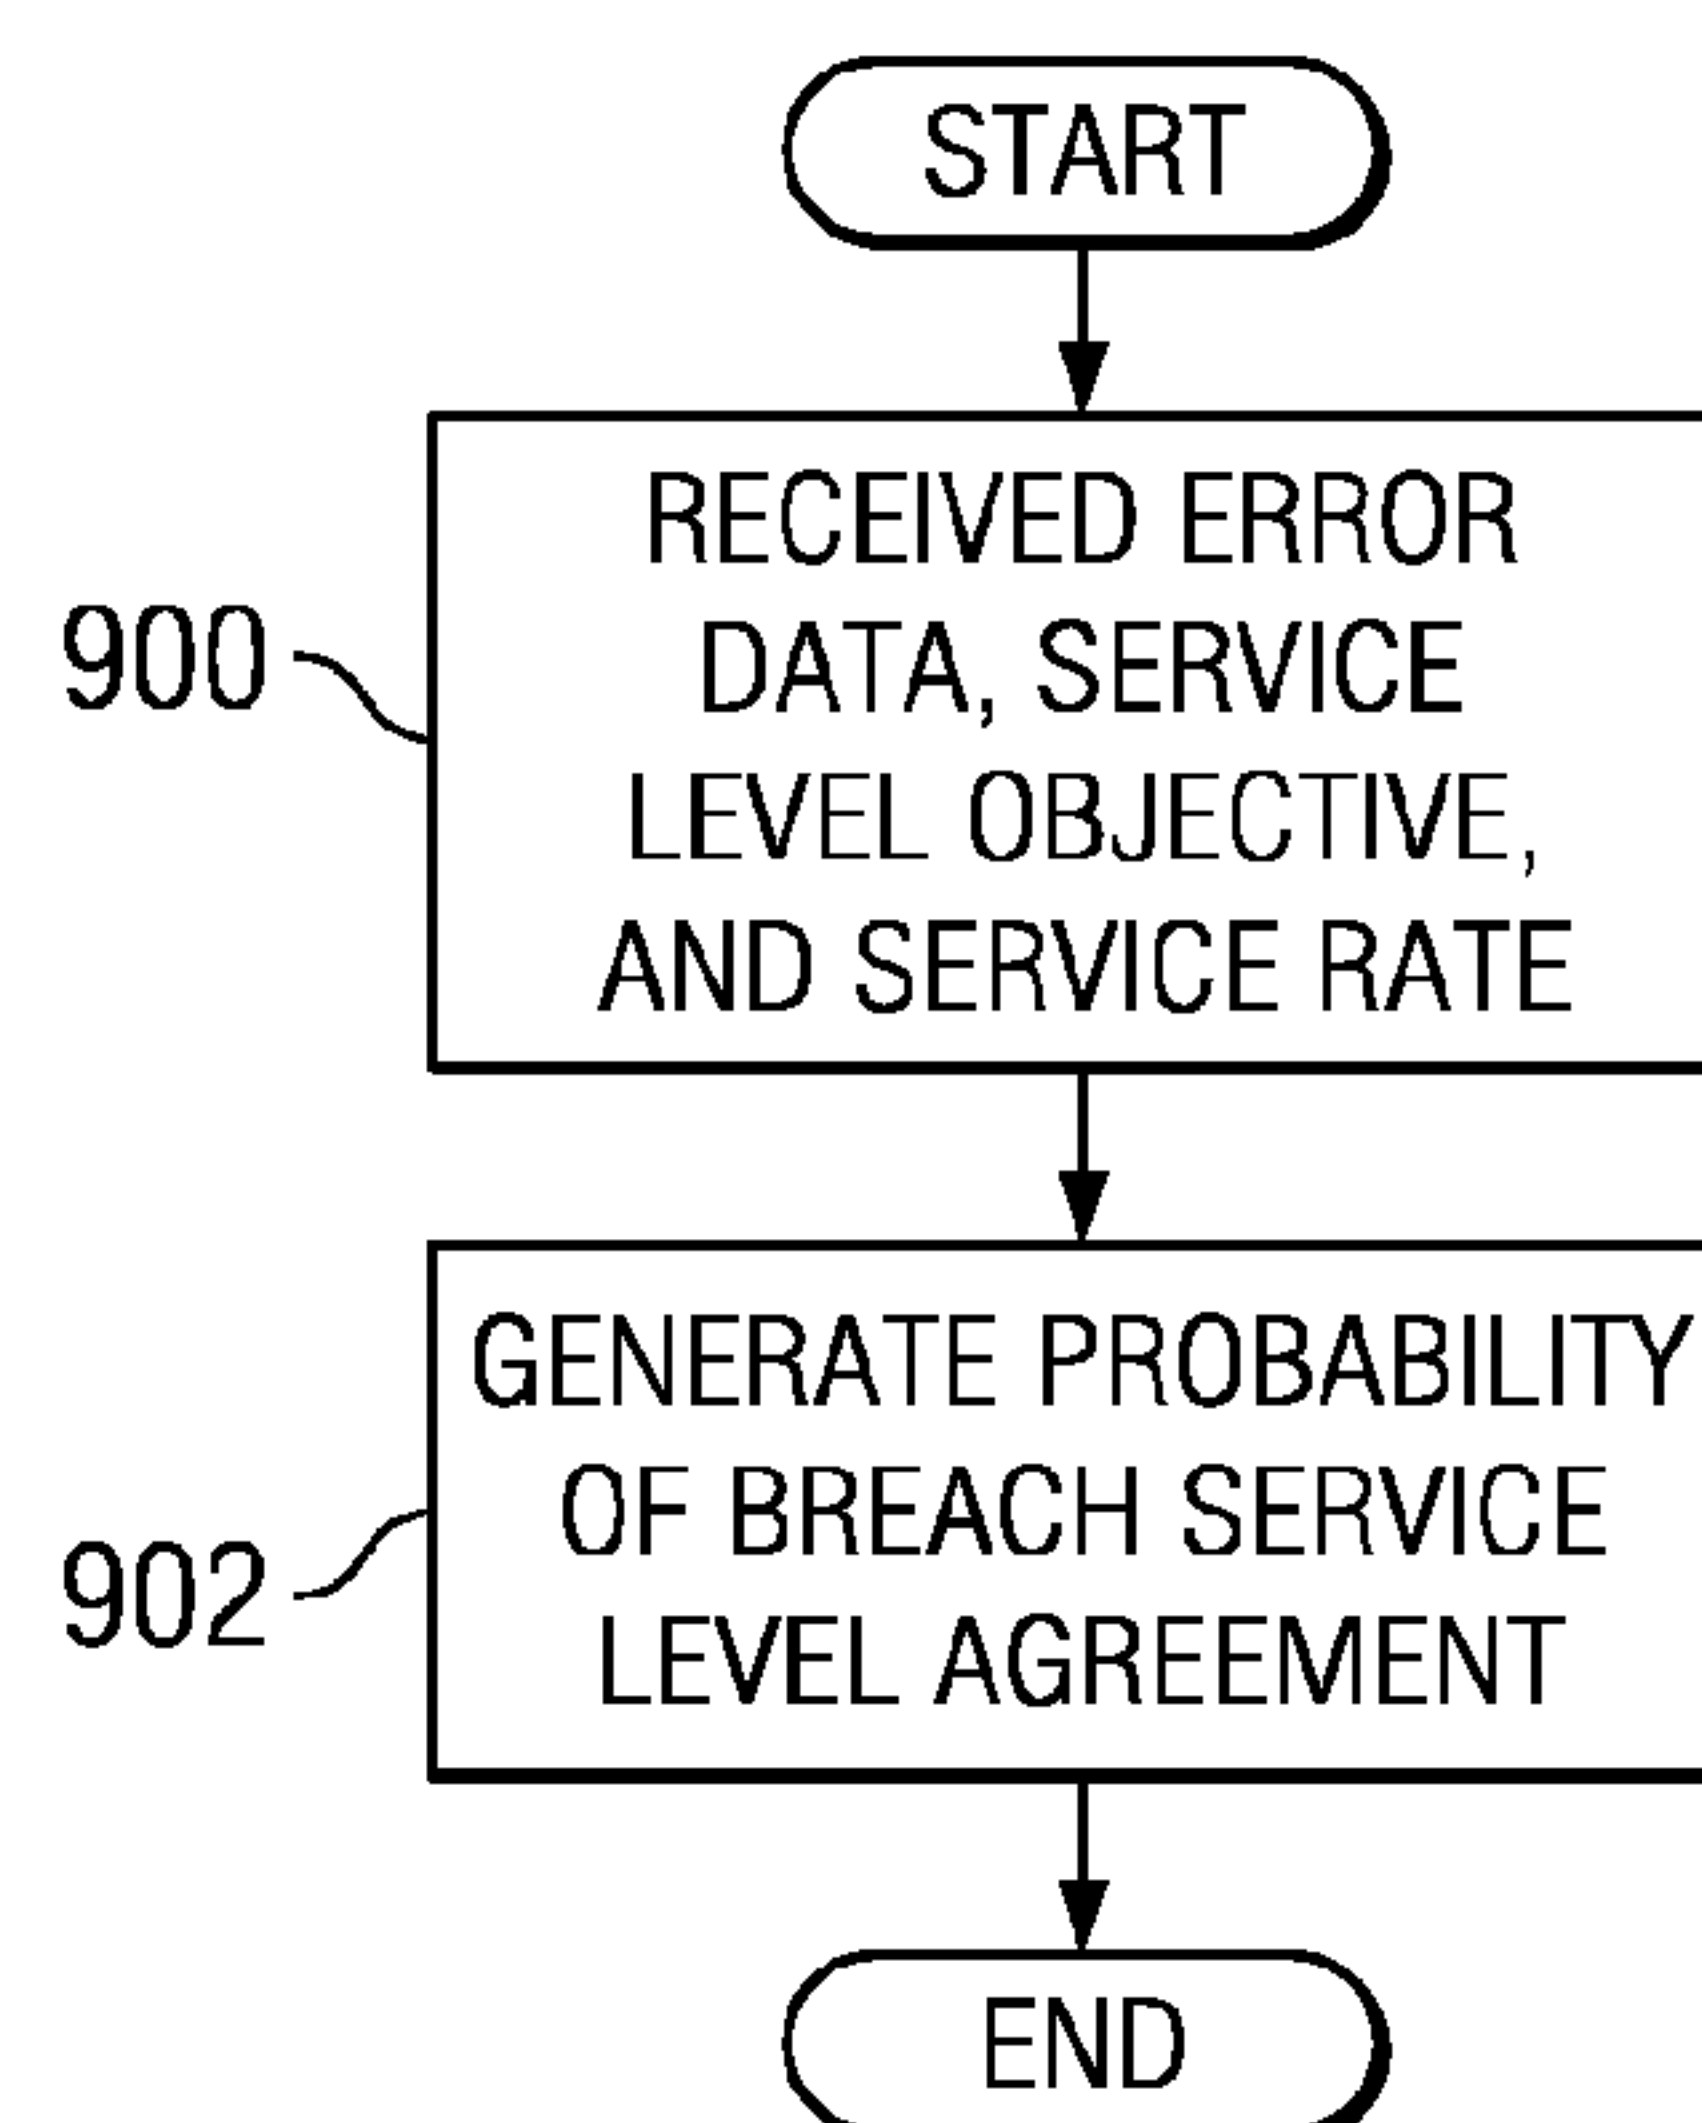 START
RECEIVED ERROR
DATA, SERVICE
900
LEVEL OBJECTIVE,
AND SERVICE RATE
GENERATE PROBABILITY
OF BREACH SERVICE
902
LEVEL AGREEMENT
END